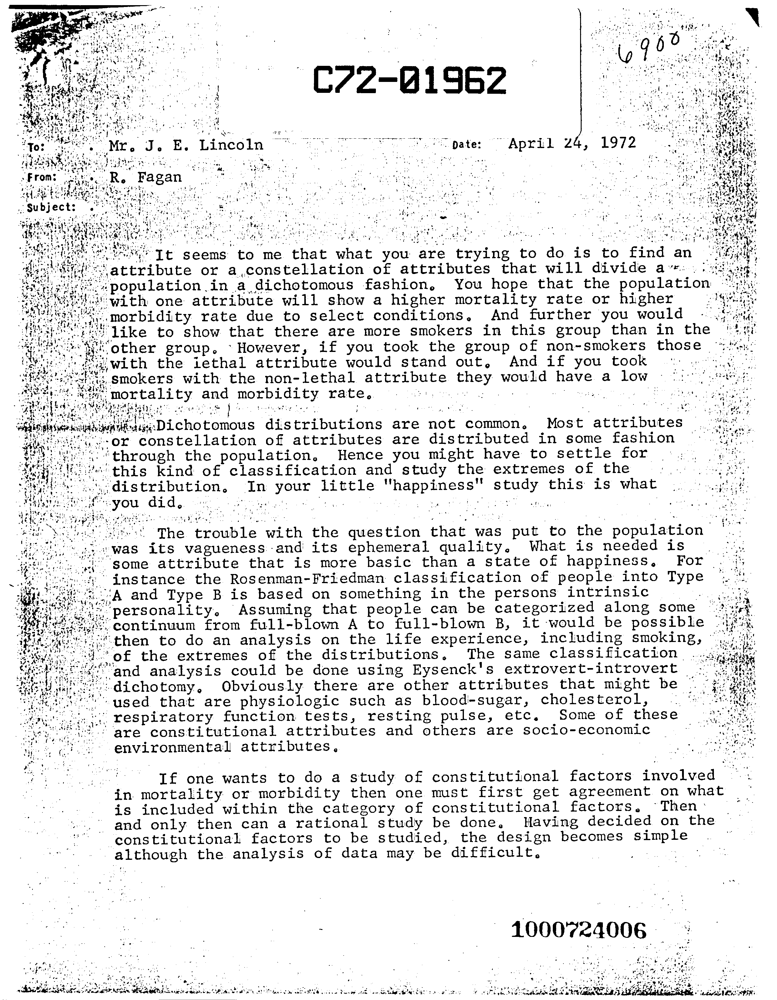 6900
C72-01962
To: Mr. J. E. Lincoln Date: April 24, 1972
From: R. Fagan
Subject:
It seems to me that what you are trying to do is to find an
attribute or a constellation of attributes that will divide a
population in a dichotomous fashion. You hope that the population
with one attribute will show a higher mortality rate or higher
morbidity rate due to select conditions. And further you would
like to show that there are more smokers in this group than in the
other group. However, if you took the group of non-smokers those
with the lethal attribute would stand out. And if you took
smokers with the non-lethal attribute they would have a low
mortality and morbidity rate.
Dichotomous distributions are not common. Most attributes
or constellation of attributes are distributed in some fashion
through the population. Hence you might have to settle for
this kind of classification and study the extremes of the
distribution. In your little "happiness" study this is what
you did.
The trouble with the question that was put to the population
was its vagueness and its ephemeral quality. What is needed is
some attribute that is more basic than a state of happiness. For
instance the Rosenman-Friedman classification of people into Type
A and Type B is based on something in the persons intrinsic
personality. Assuming that people can be categorized along some
continuum from full-blown A to full-blown B, it would be possible
then to do an analysis on the life experience, including smoking,
of the extremes of the distributions. The same classification
and analysis could be done using Eysenck's extrovert-introvert
dichotomy. Obviously there are other attributes that might be
used that are physiologic such as blood-sugar, cholesterol,
respiratory function tests, resting pulse, etc. Some of these
are constitutional attributes and others are socio-economic
environmental attributes.
If one wants to do a study of constitutional factors involved
in mortality or morbidity then one must first get agreement on what
is included within the category of constitutional factors. Then
and only then can a rational study be done. Having decided on the
constitutional factors to be studied, the design becomes simple
although the analysis of data may be difficult.
1000724006